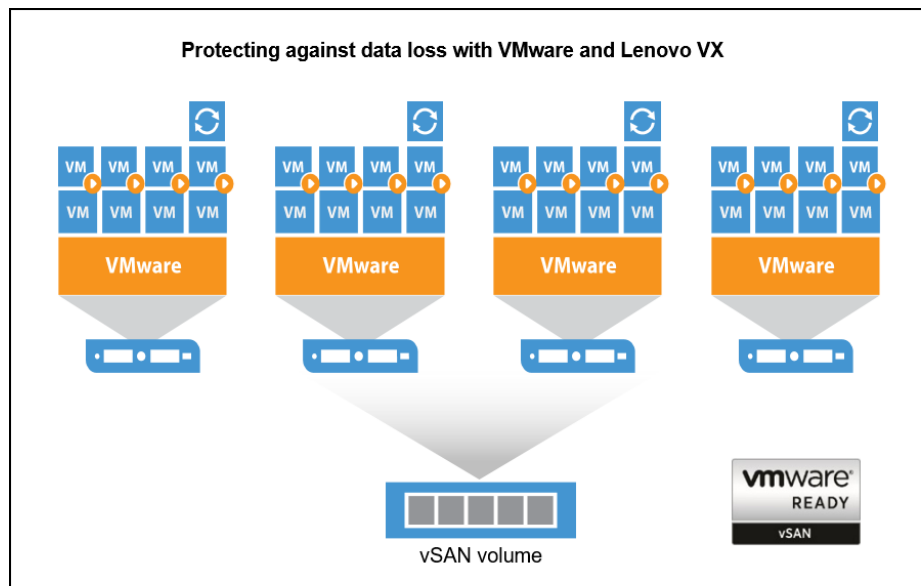 Protecting against data loss with VMware and Lenovo VX
VM VM VM VM VM VM VM VM VM VM VM VM VM VM VM VM
VM VM VM VM VM VM VM VM VM VM VM VM VM VM VM VM
VMware VMware VMware VMware
vSAN volume
vmware®
READY
vSAN